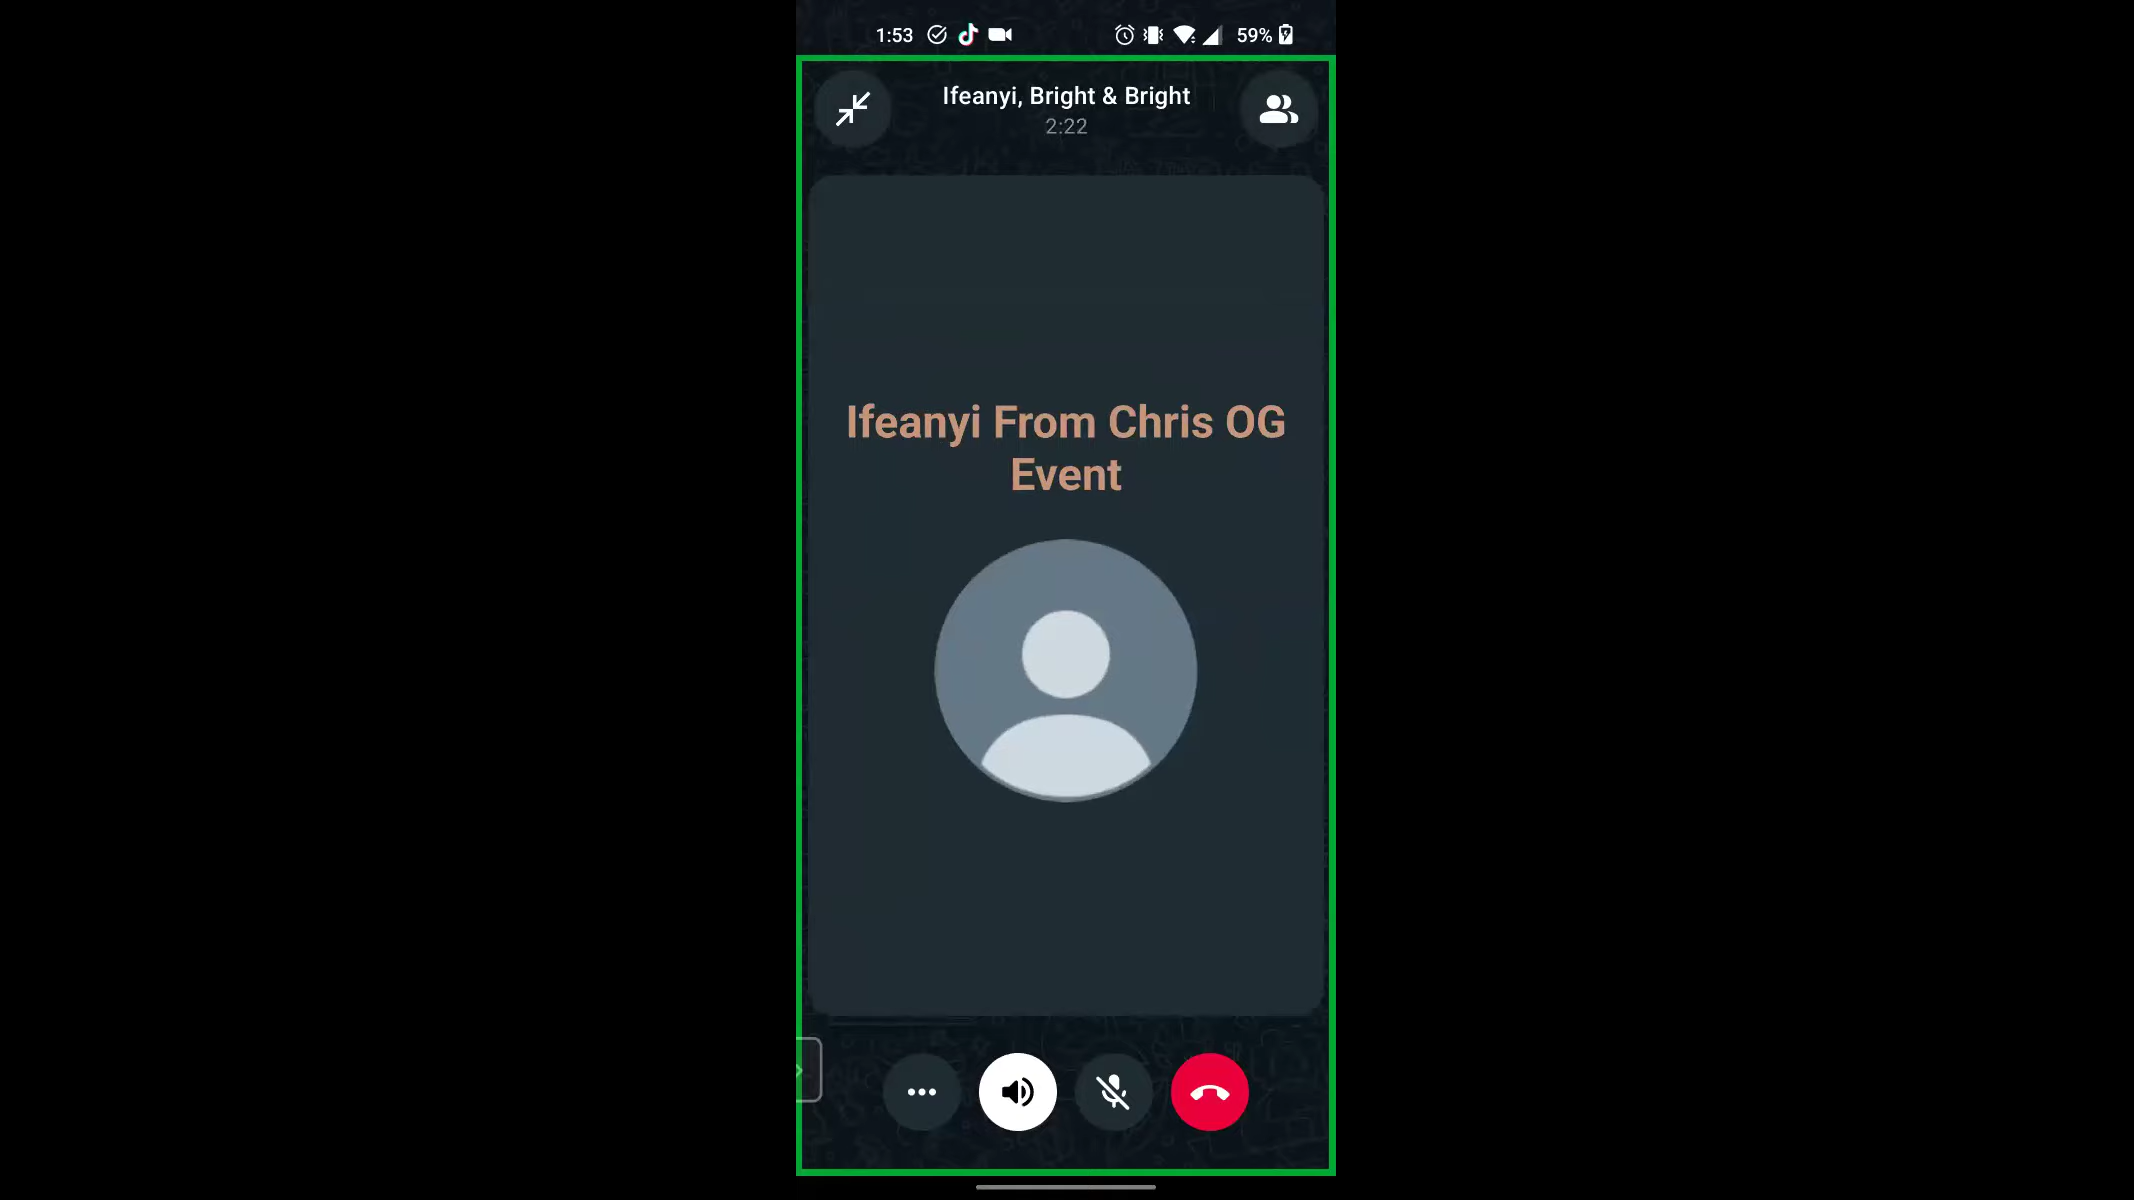 1:53 59%
Ifeanyi, Bright & Bright
2:22
Ifeanyi From Chris OG
Event